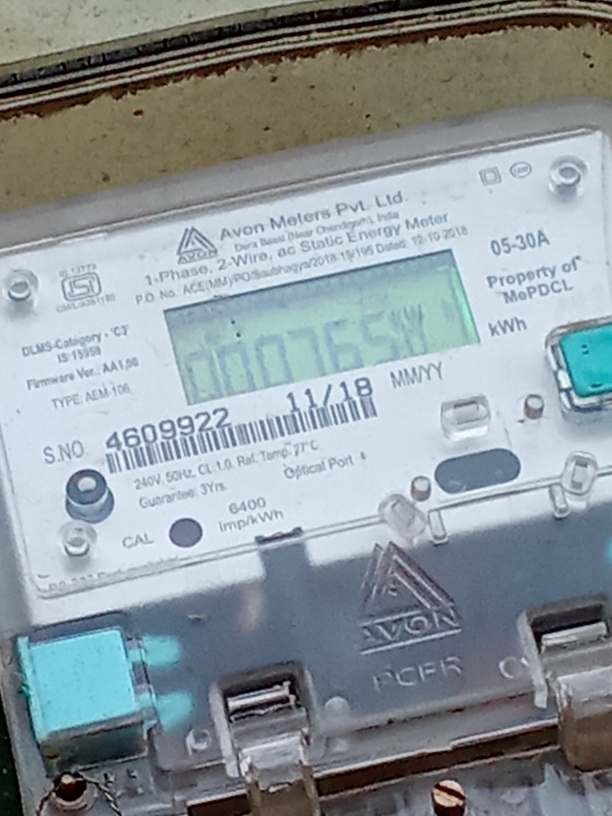 Avon Meters Pvt. Ltd.
Dera Bassi (Near Chandigarh), India
1-Phase, 2-Wire, ac Static Energy Meter
P.O. No.: ACE(MM)/PO/Saubhagya/2018-19/195 Dated: 12-10-2018
AVON
IS 13779
05-30A
Property of
MePDCL
DLMS-Category - 'C3'
IS:15959
Firmware Ver.: AA1.00
TYPE: AEM-106
000765
kWh
S.NO
4609922 11/18 MM/YY
240V, 50Hz, CL:1.0, Ref. Temp. 27°C
Guarantee: 3Yrs.
Optical Port
CAL
6400
imp/kWh
AVON